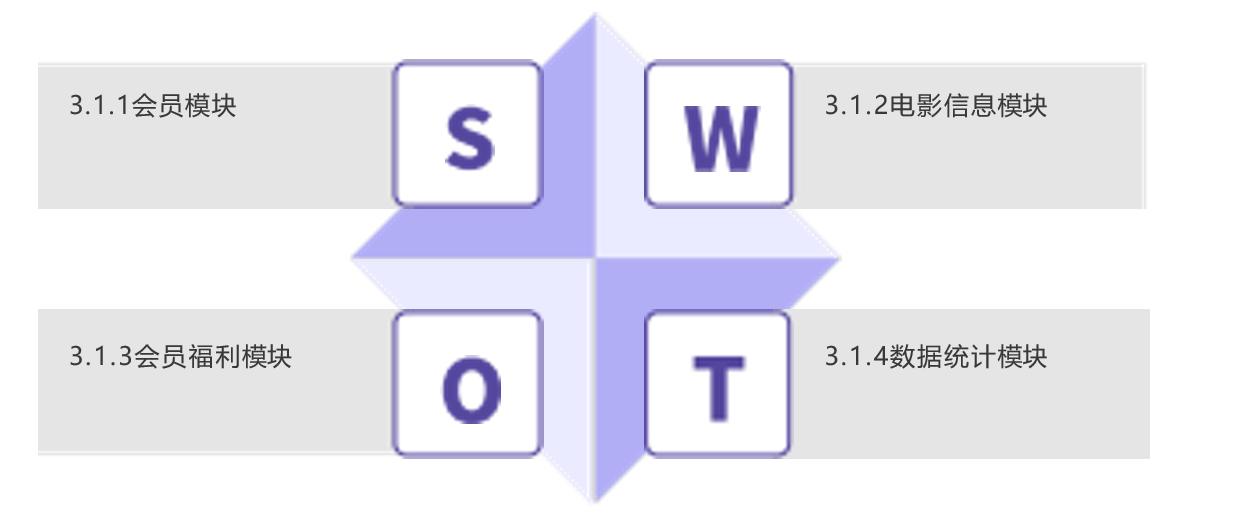 3.1.1会员模块
S
W
3.1.2电影信息模块
3.1.3会员福利模块
O
T
3.1.4数据统计模块